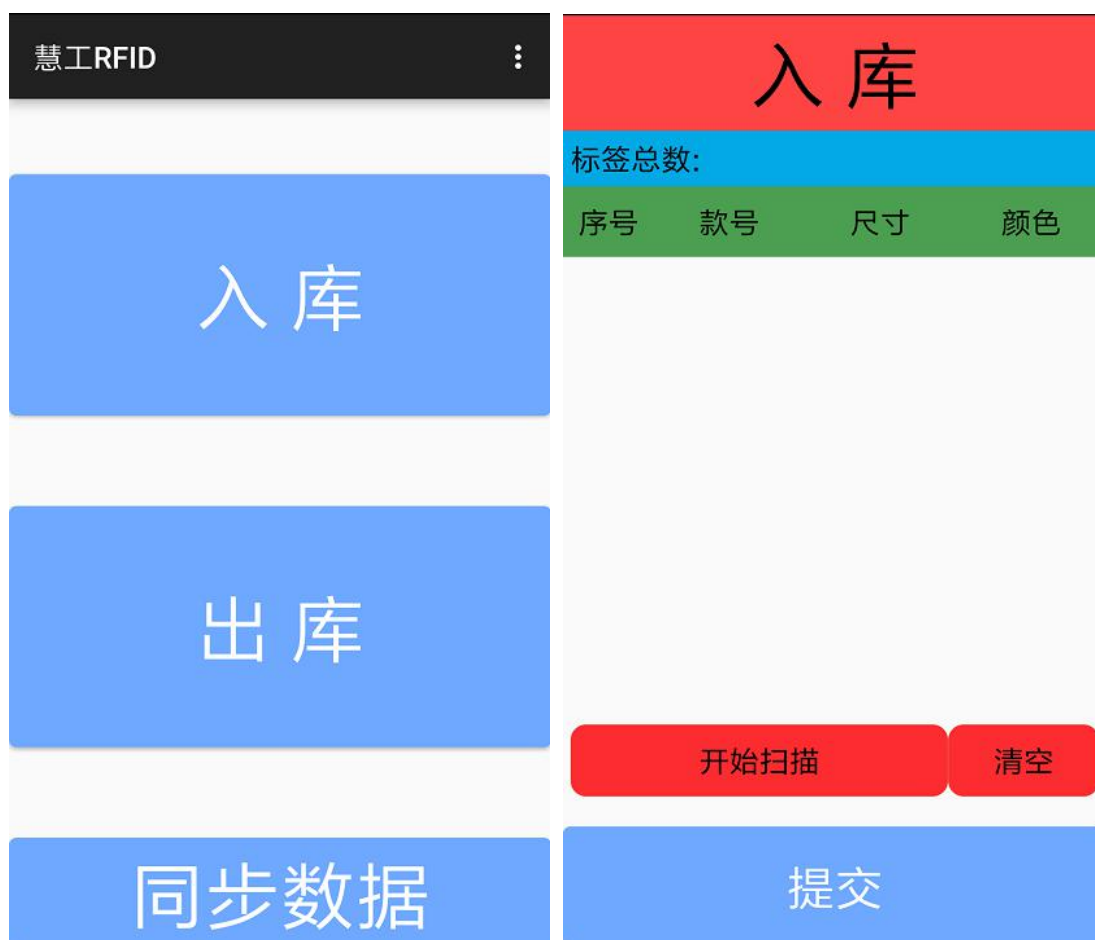 慧工RFID
入 库
出 库
同步数据
入 库
标签总数:
序号 款号 尺寸 颜色
开始扫描 清空
提交